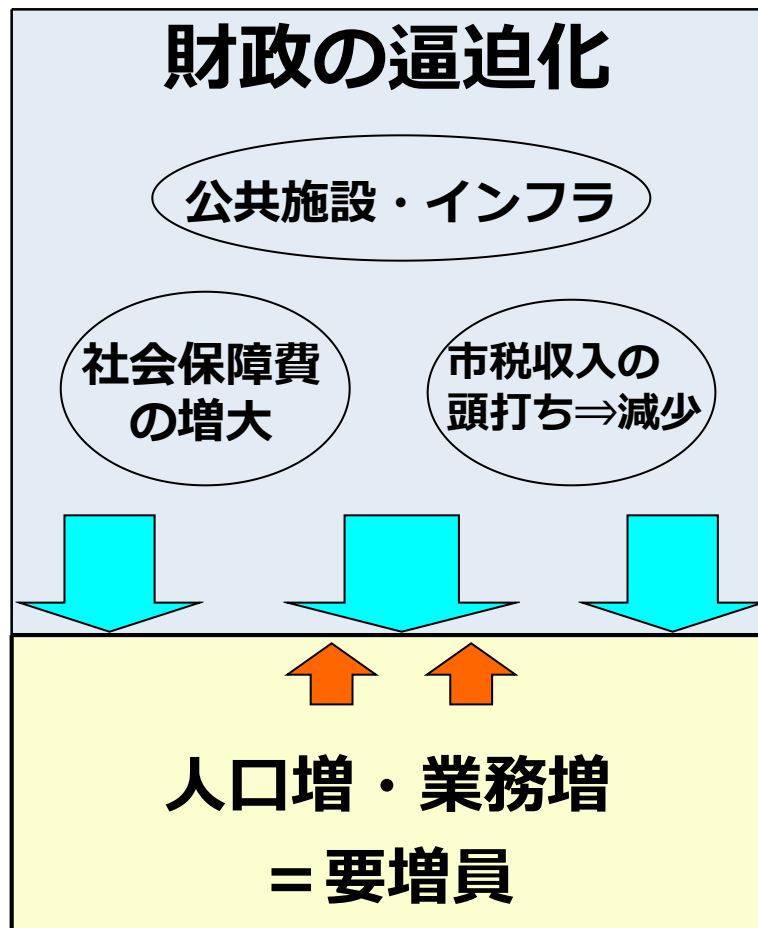 財政の逼迫化
公共施設・インフラ
社会保障費
の増大
市税収入の
頭打ち⇒減少
人口増・業務増
＝要増員